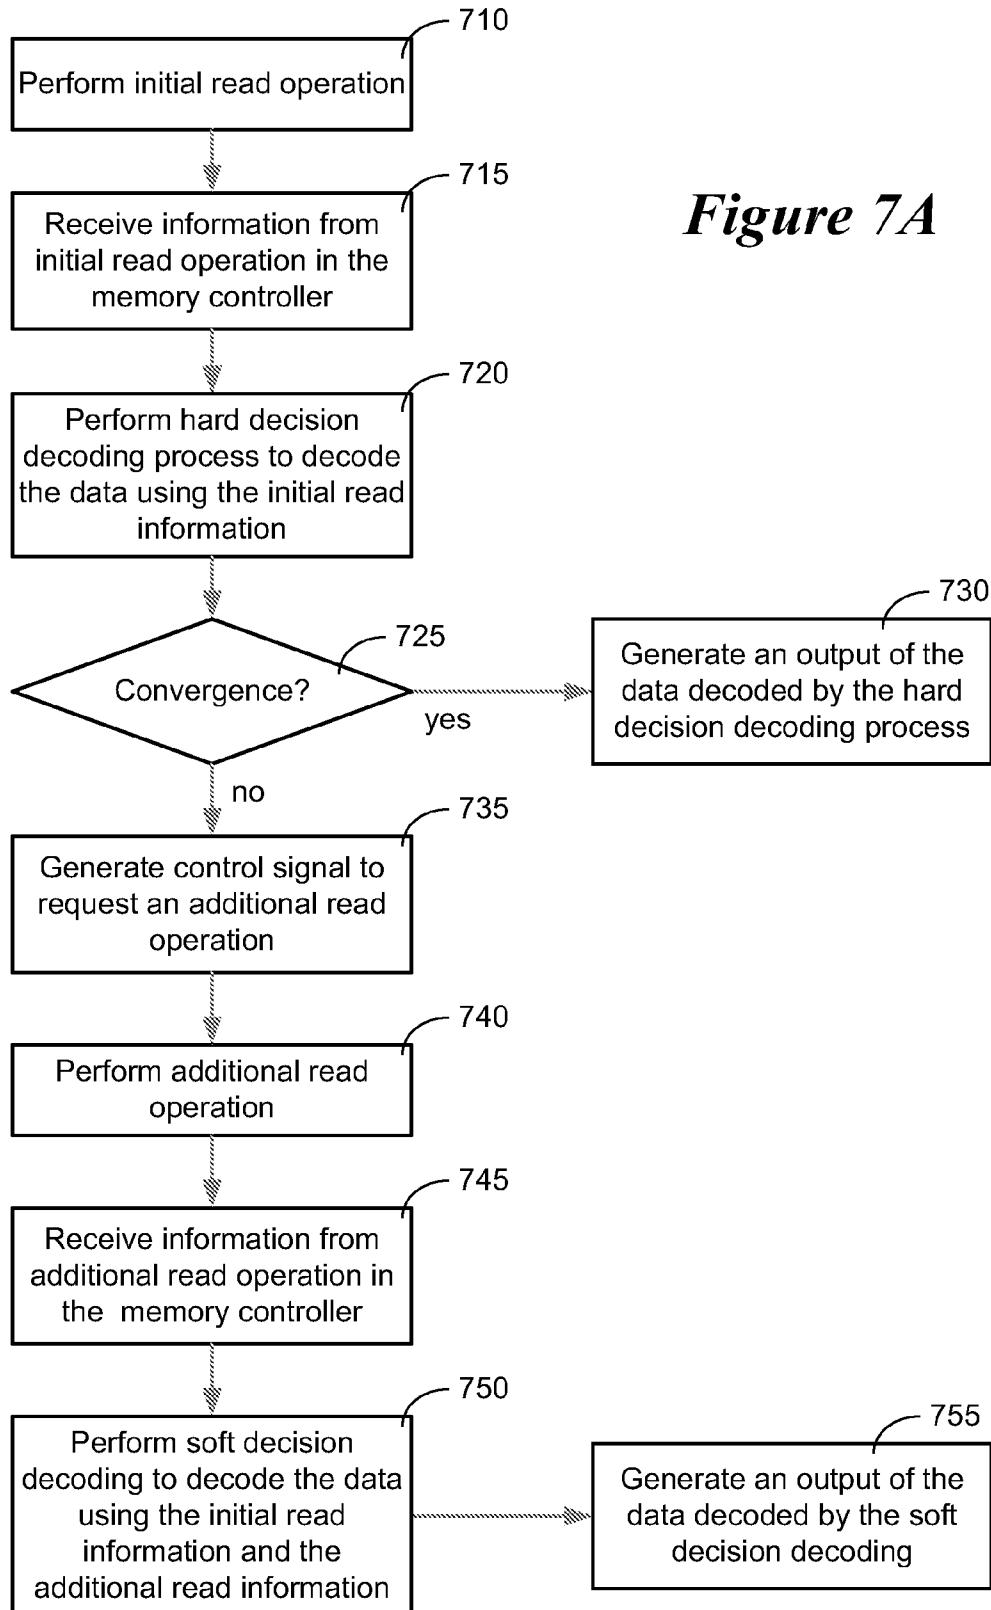 710
Perform initial read operation
715
Receive information from
initial read operation in the
memory controller
Figure 7A
720
Perform hard decision
decoding process to decode
the data using the initial read
information
725
Convergence?
yes
no
730
Generate an output of the
data decoded by the hard
decision decoding process
735
Generate control signal to
request an additional read
operation
740
Perform additional read
operation
745
Receive information from
additional read operation in
the memory controller
750
Perform soft decision
decoding to decode the data
using the initial read
information and the
additional read information
755
Generate an output of the
data decoded by the soft
decision decoding